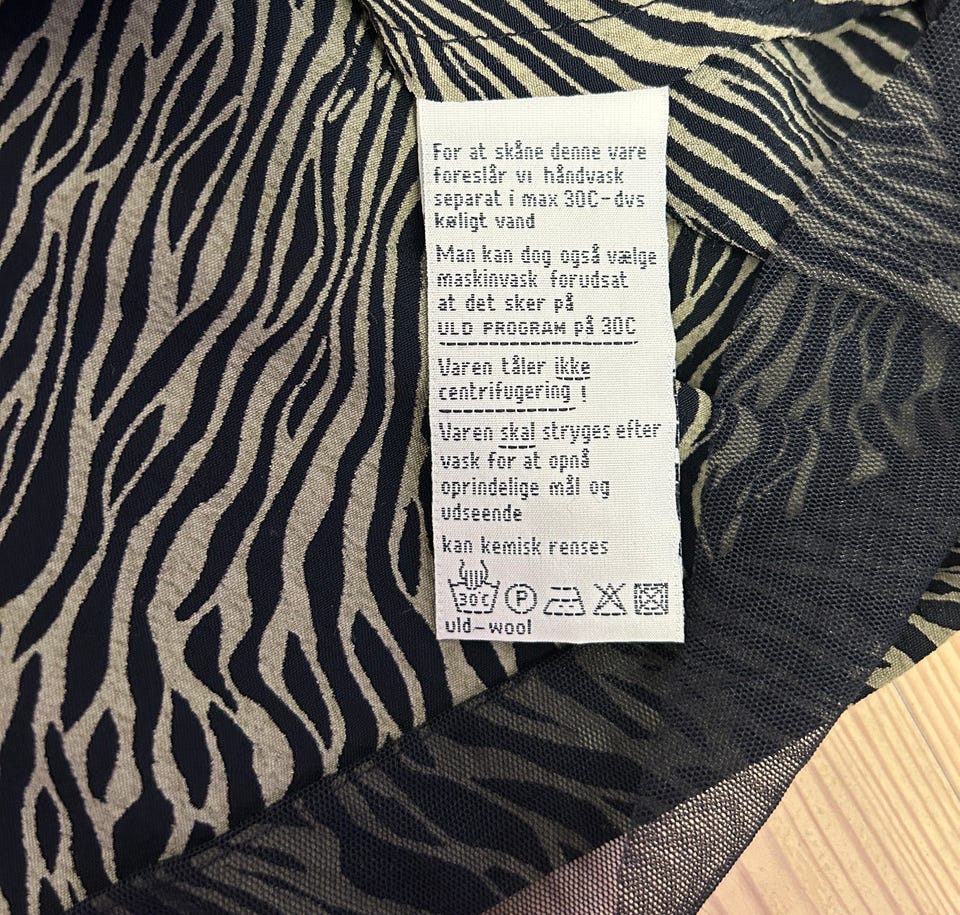 For at skåne denne vare
foreslår vi håndvask
separat i max 30C-dvs
køligt vand
Man kan dog også vælge
maskinvask forudsat
at det sker på
ULD PROGRAM på 30C
Varen tåler ikke
centrifugering !
Varen skal stryges efter
vask for at opnå
oprindelige mål og
udseende
kan kemisk renses
30°C P
uld-wool